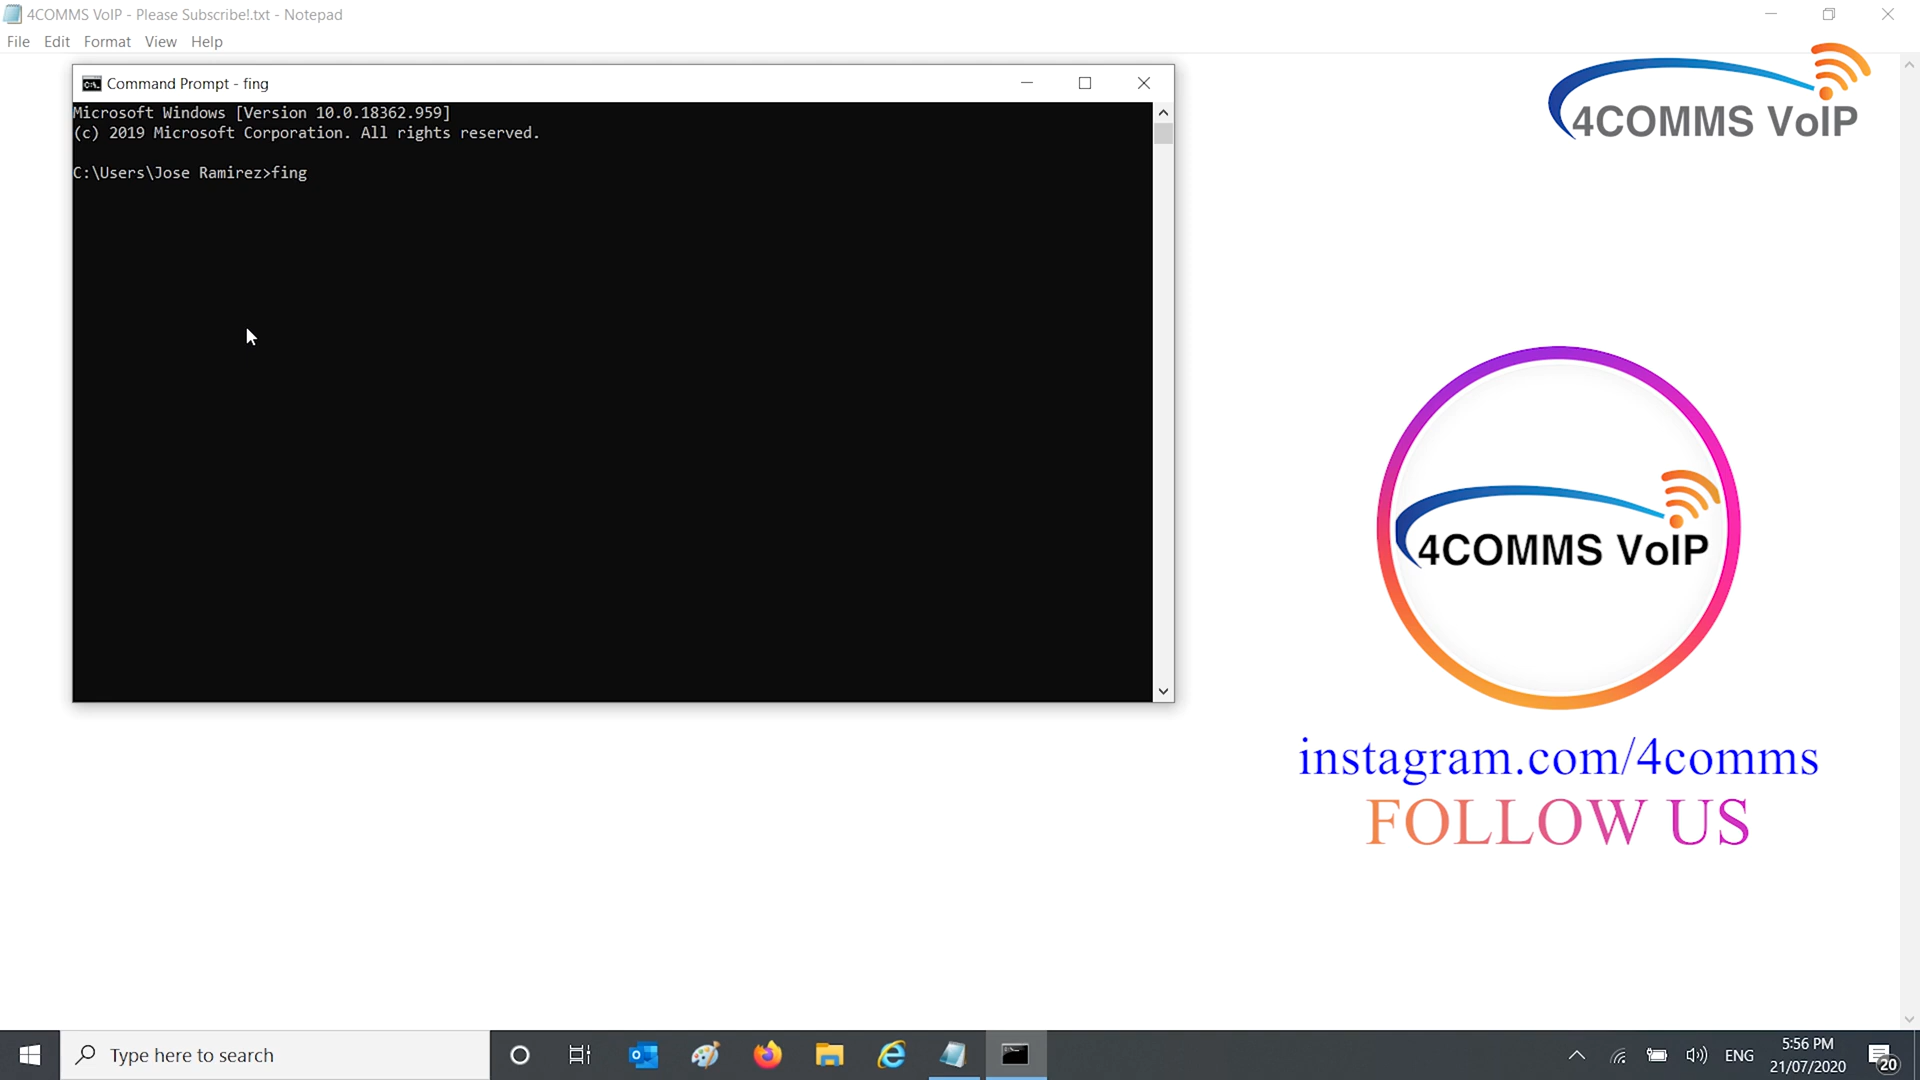 4COMMS VoIP - Please Subscribe!.txt - Notepad
File Edit Format View Help
4COMMS VoIP
Command Prompt - fing
Microsoft Windows [Version 10.0.18362.959]
(c) 2019 Microsoft Corporation. All rights reserved.
C:\Users\Jose Ramirez>fing
4COMMS VoIP
instagram.com/4comms
FOLLOW US
Type here to search
ENG
5:56 PM
21/07/2020
20